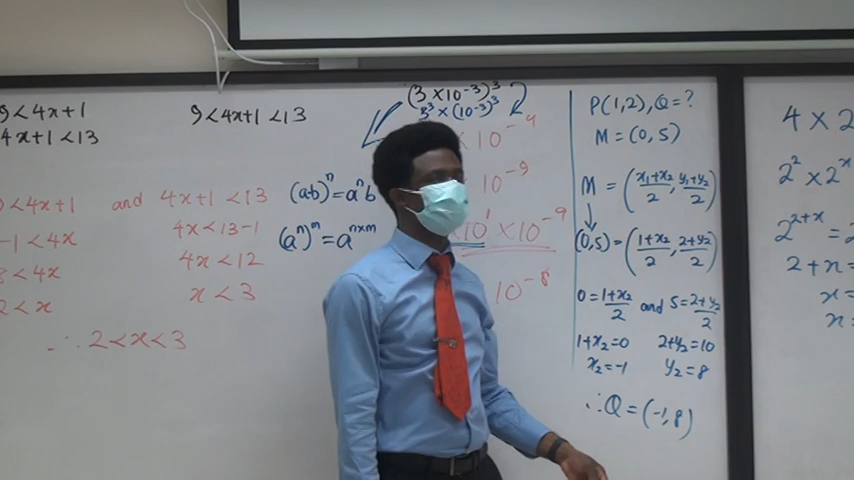 9<4x+1
4x+1<13
9<4x+1<13
9<4x+1 and 4x+1<13
-1<4x 4x<13-1
8<4x 4x<12
2<x x<3
∴ 2<x<3
(3×10-3)³
3³×(10-3)³
×10⁻⁹
10⁻⁹
10¹×10⁻⁹
10⁻⁸
(ab)ⁿ=aⁿb
(aⁿ)ᵐ=aⁿˣᵐ
P(1,2), Q=?
M=(0,5)
M=((x₁+x₂)/2, (y₁+y₂)/2)
(0,5)=((1+x₂)/2, (2+y₂)/2)
0=(1+x₂)/2 and 5=(2+y₂)/2
1+x₂=0 2+y₂=10
x₂=-1 y₂=8
∴Q=(-1,8)
4×2
2²×2ˣ
2²⁺ˣ=2
2+x=
x=
x=